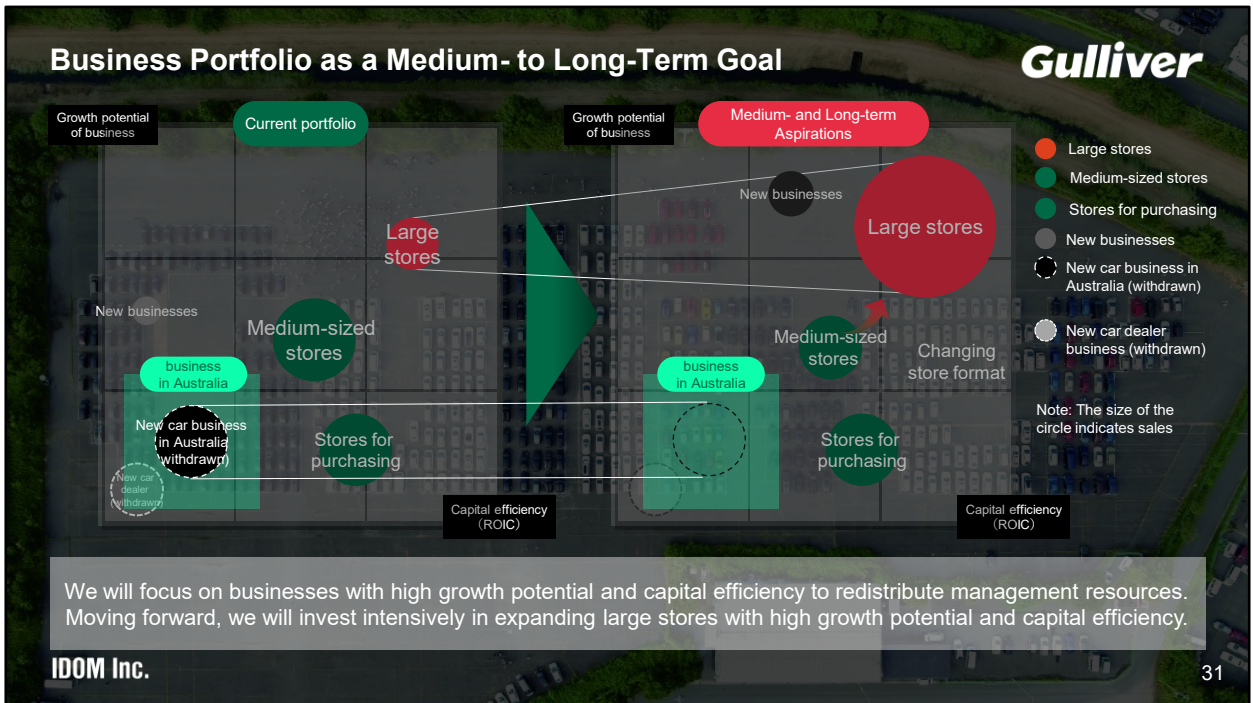 Business Portfolio as a Medium- to Long-Term Goal
Gulliver
Growth potential
of business
Current portfolio
Large
stores
New businesses
Medium-sized
stores
business
in Australia
New car business
in Australia
(withdrawn)
New car
dealer
(withdrawn)
Stores for
purchasing
Capital efficiency
(ROIC)
Growth potential
of business
Medium- and Long-term
Aspirations
New businesses
Large stores
Medium-sized
stores
Changing
store format
business
in Australia
Stores for
purchasing
Capital efficiency
(ROIC)
Large stores
Medium-sized stores
Stores for purchasing
New businesses
New car business in
Australia (withdrawn)
New car dealer
business (withdrawn)
Note: The size of the
circle indicates sales
We will focus on businesses with high growth potential and capital efficiency to redistribute management resources.
Moving forward, we will invest intensively in expanding large stores with high growth potential and capital efficiency.
IDOM Inc.
31